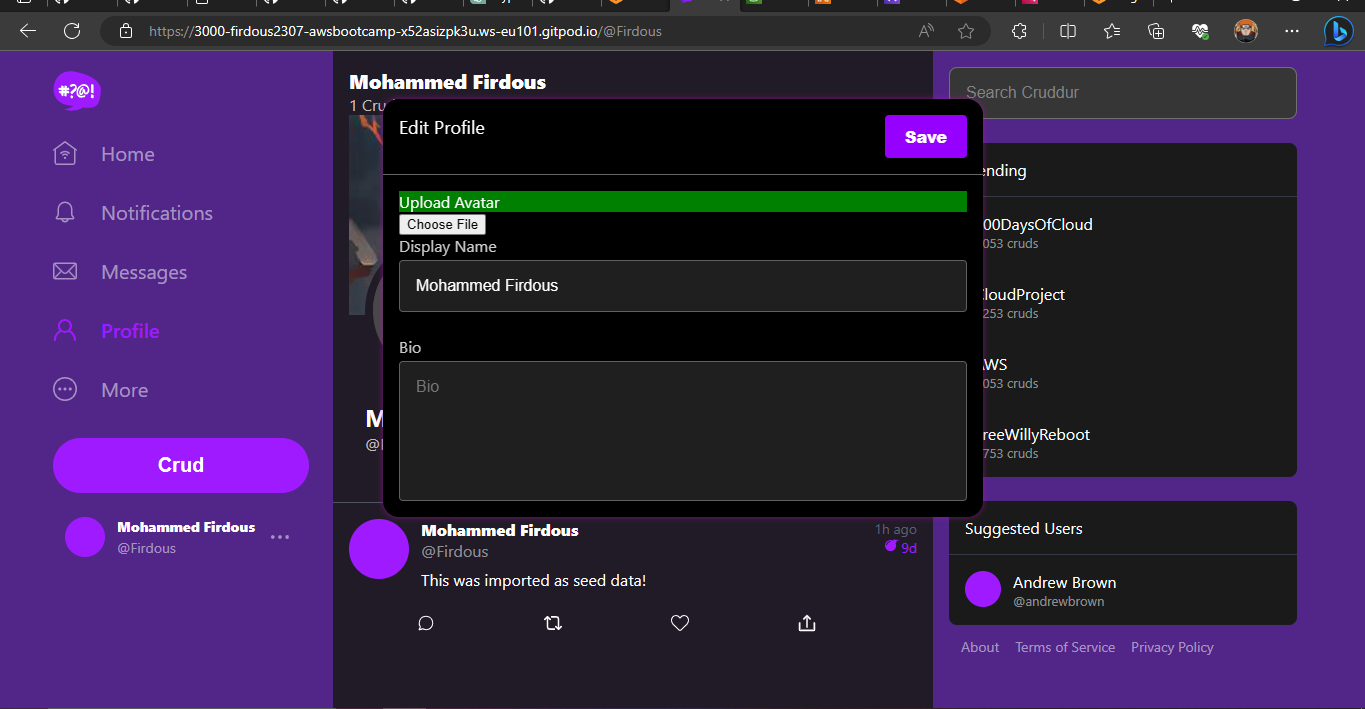 https://3000-firdous2307-awsbootcamp-x52asizpk3u.ws-eu101.gitpod.io/@Firdous
#?@!
Home
Notifications
Messages
Profile
More
Crud
Mohammed Firdous
@Firdous
Mohammed Firdous
1 Cru
Edit Profile
Save
Upload Avatar
Choose File
Display Name
Mohammed Firdous
Bio
Bio
M
@
Mohammed Firdous
@Firdous
1h ago
9d
This was imported as seed data!
Search Cruddur
ending
00DaysOfCloud
053 cruds
CloudProject
253 cruds
AWS
053 cruds
reeWillyReboot
753 cruds
Suggested Users
Andrew Brown
@andrewbrown
About Terms of Service Privacy Policy